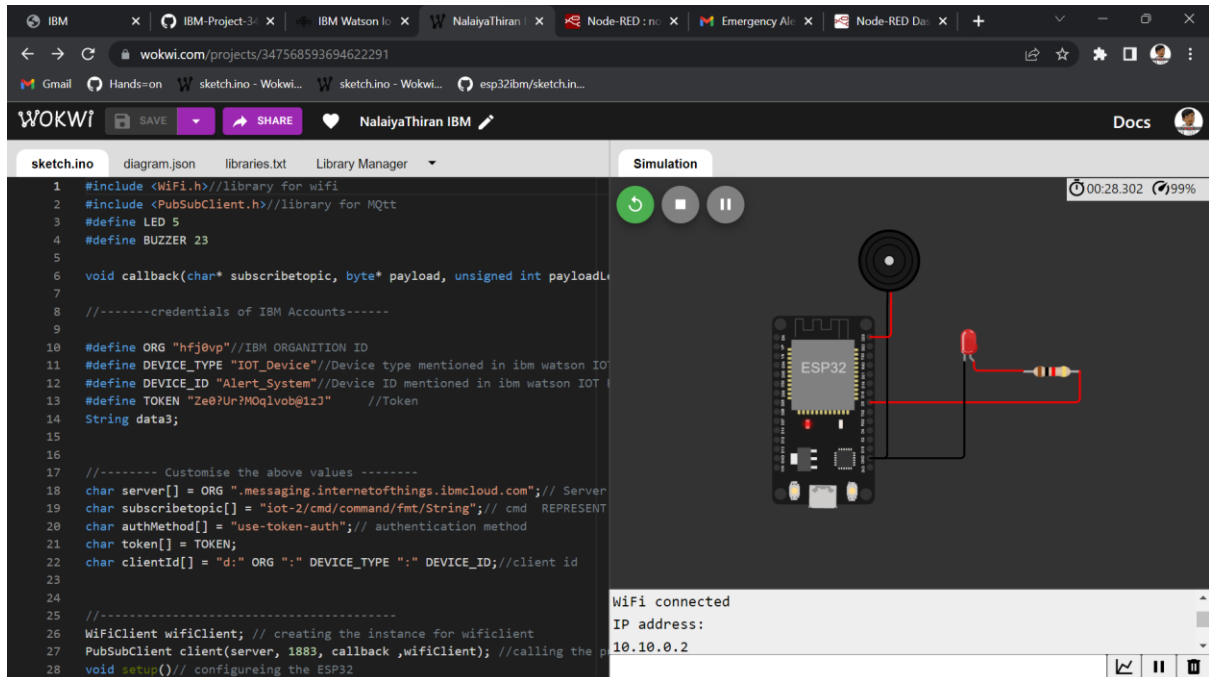 IBM
IBM-Project-34
IBM Watson Io
NalaiyaThiran I
Node-RED : no
Emergency Ale
Node-RED Das
wokwi.com/projects/347568593694622291
Gmail
Hands=on
sketch.ino - Wokwi...
sketch.ino - Wokwi...
esp32ibm/sketch.in...
WOKWi
SAVE
SHARE
NalaiyaThiran IBM
Docs
sketch.ino
diagram.json
libraries.txt
Library Manager
Simulation
1 #include <WiFi.h>//library for wifi
2 #include <PubSubClient.h>//library for MQtt
3 #define LED 5
4 #define BUZZER 23
5
6 void callback(char* subscribetopic, byte* payload, unsigned int payloadL
7
8 //-------credentials of IBM Accounts------
9
10 #define ORG "hfj0vp"//IBM ORGANITION ID
11 #define DEVICE_TYPE "IOT_Device"//Device type mentioned in ibm watson IO
12 #define DEVICE_ID "Alert_System"//Device ID mentioned in ibm watson IOT
13 #define TOKEN "Ze0?Ur?MOqlvob@1zJ" //Token
14 String data3;
15
16
17 //-------- Customise the above values --------
18 char server[] = ORG ".messaging.internetofthings.ibmcloud.com";// Server
19 char subscribetopic[] = "iot-2/cmd/command/fmt/String";// cmd REPRESENT
20 char authMethod[] = "use-token-auth";// authentication method
21 char token[] = TOKEN;
22 char clientId[] = "d:" ORG ":" DEVICE_TYPE ":" DEVICE_ID;//client id
23
24
25 //-----------------------------------------
26 WiFiClient wifiClient; // creating the instance for wificlient
27 PubSubClient client(server, 1883, callback ,wifiClient); //calling the p
28 void setup()// configureing the ESP32
00:28.302
99%
ESP32
WiFi connected
IP address:
10.10.0.2